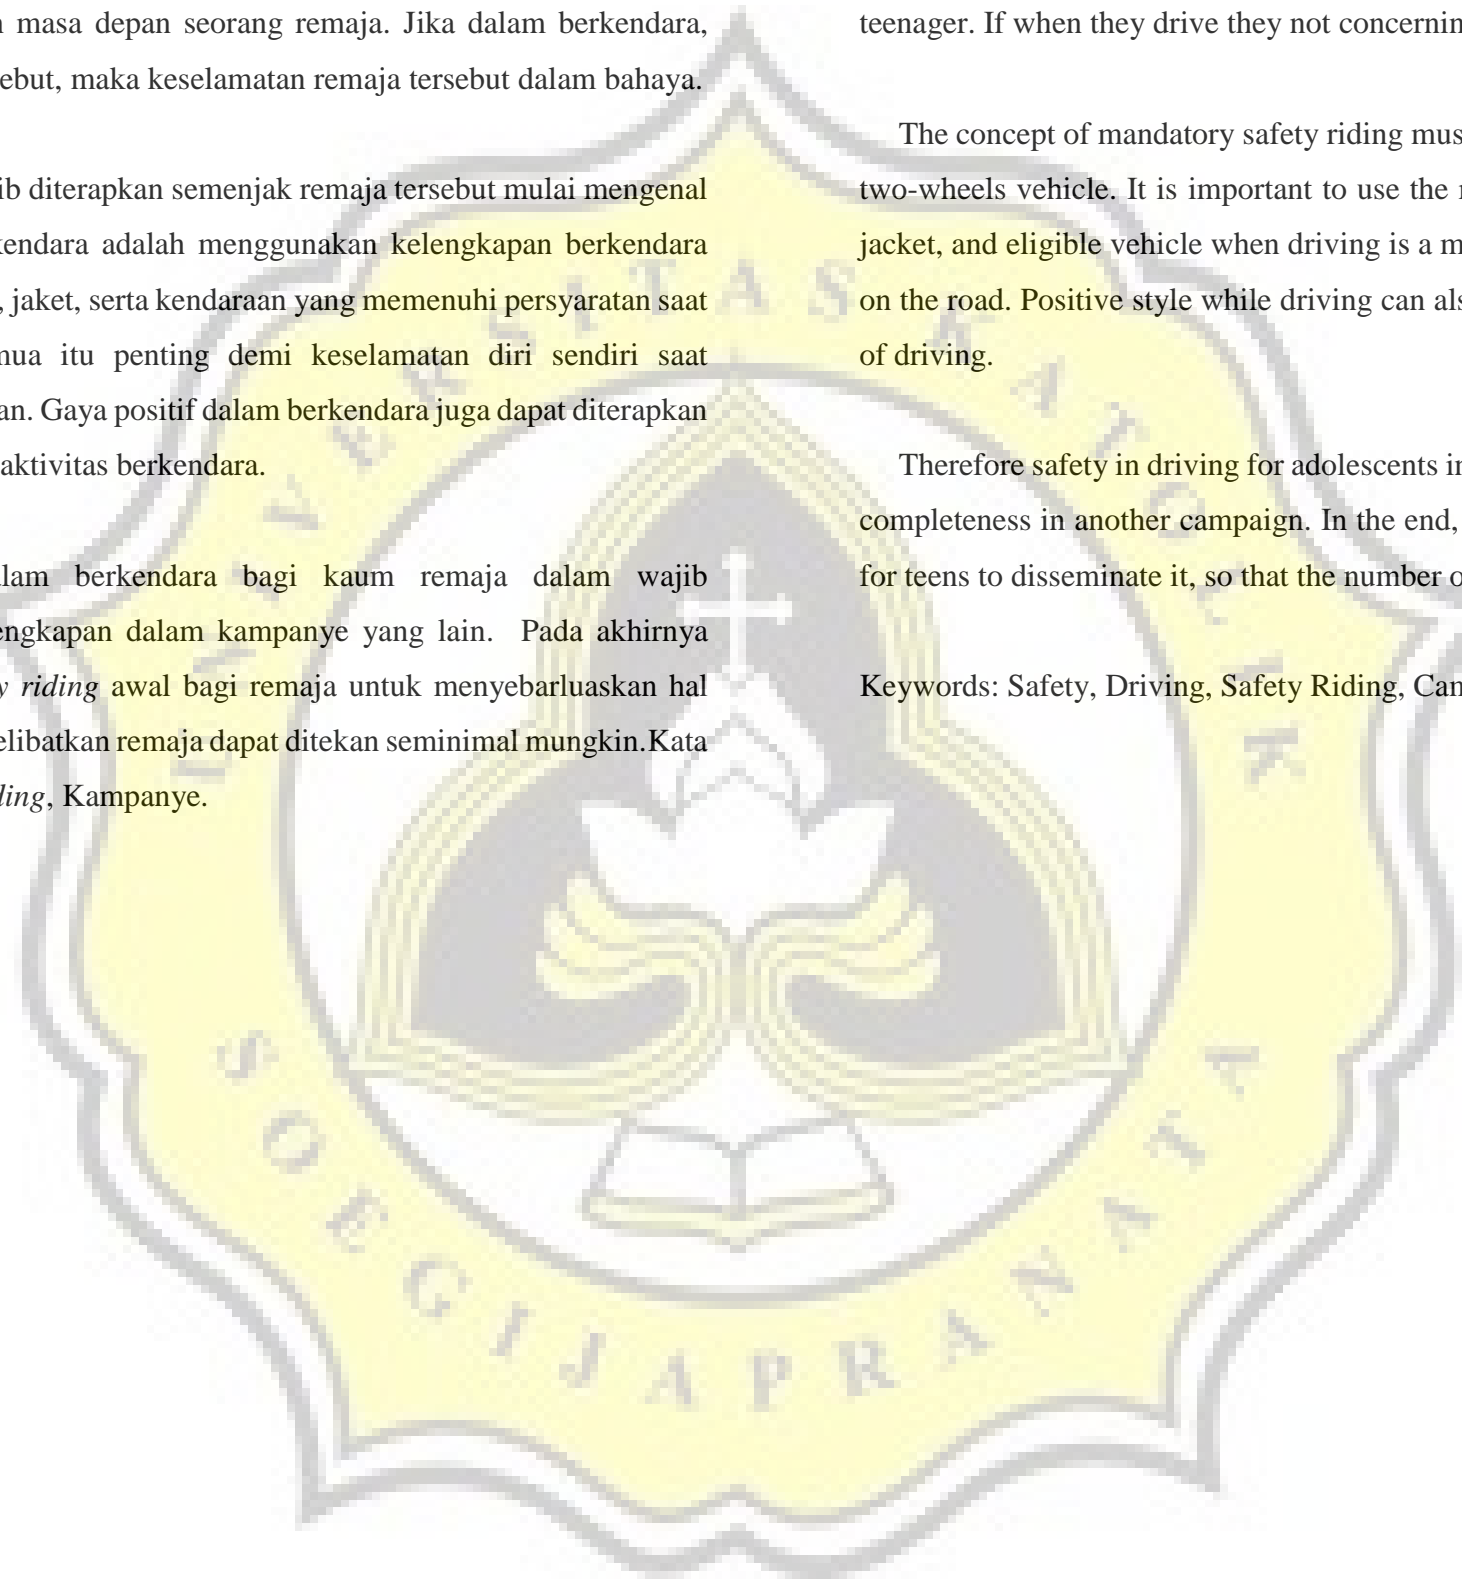 masa depan seorang remaja. Jika dalam berkendara,
ebut, maka keselamatan remaja tersebut dalam bahaya.
ib diterapkan semenjak remaja tersebut mulai mengenal
kendara adalah menggunakan kelengkapan berkendara
, jaket, serta kendaraan yang memenuhi persyaratan saat
mua itu penting demi keselamatan diri sendiri saat
an. Gaya positif dalam berkendara juga dapat diterapkan
aktivitas berkendara.
alam berkendara bagi kaum remaja dalam wajib
engkapan dalam kampanye yang lain. Pada akhirnya
y riding awal bagi remaja untuk menyebarluaskan hal
elibatkan remaja dapat ditekan seminimal mungkin.Kata
ding, Kampanye.
teenager. If when they drive they not concernin
The concept of mandatory safety riding mus
two-wheels vehicle. It is important to use the
jacket, and eligible vehicle when driving is a m
on the road. Positive style while driving can als
of driving.
Therefore safety in driving for adolescents in
completeness in another campaign. In the end,
for teens to disseminate it, so that the number o
Keywords: Safety, Driving, Safety Riding, Cam
UNIVERSITAS KATOLIK
SOEGIJAPRANATA